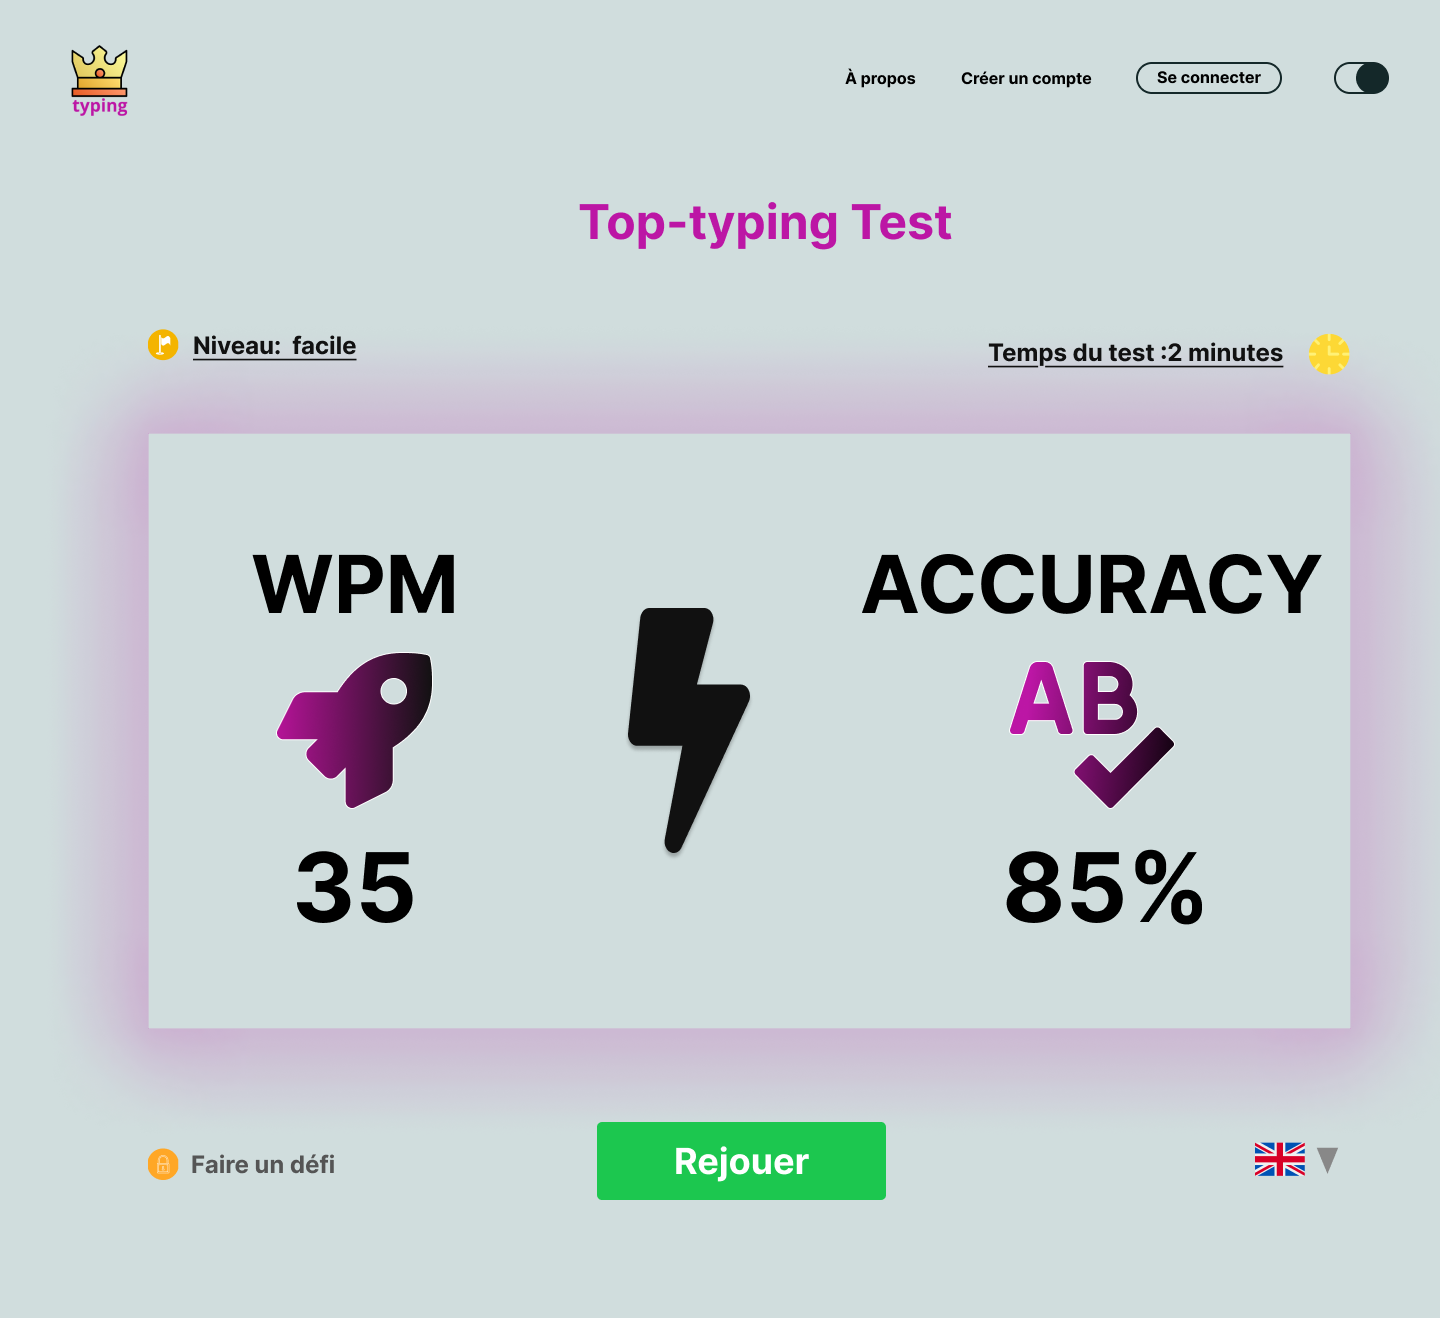 typing
À propos
Créer un compte
Se connecter
Top-typing Test
Niveau:  facile
Temps du test :2 minutes
WPM
ACCURACY
AB
35
85%
Faire un défi
Rejouer